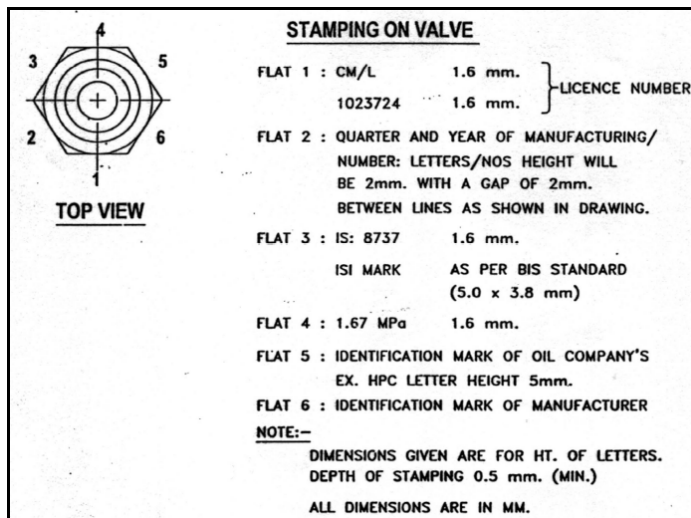 4
3
5
2
6
1
TOP VIEW
STAMPING ON VALVE
FLAT 1 : CM/L 1.6 mm.
1023724 1.6 mm.
LICENCE NUMBER
FLAT 2 : QUARTER AND YEAR OF MANUFACTURING/
NUMBER: LETTERS/NOS HEIGHT WILL
BE 2mm. WITH A GAP OF 2mm.
BETWEEN LINES AS SHOWN IN DRAWING.
FLAT 3 : IS: 8737 1.6 mm.
ISI MARK AS PER BIS STANDARD
(5.0 x 3.8 mm)
FLAT 4 : 1.67 MPa 1.6 mm.
FLAT 5 : IDENTIFICATION MARK OF OIL COMPANY'S
EX. HPC LETTER HEIGHT 5mm.
FLAT 6 : IDENTIFICATION MARK OF MANUFACTURER
NOTE:-
DIMENSIONS GIVEN ARE FOR HT. OF LETTERS.
DEPTH OF STAMPING 0.5 mm. (MIN.)
ALL DIMENSIONS ARE IN MM.